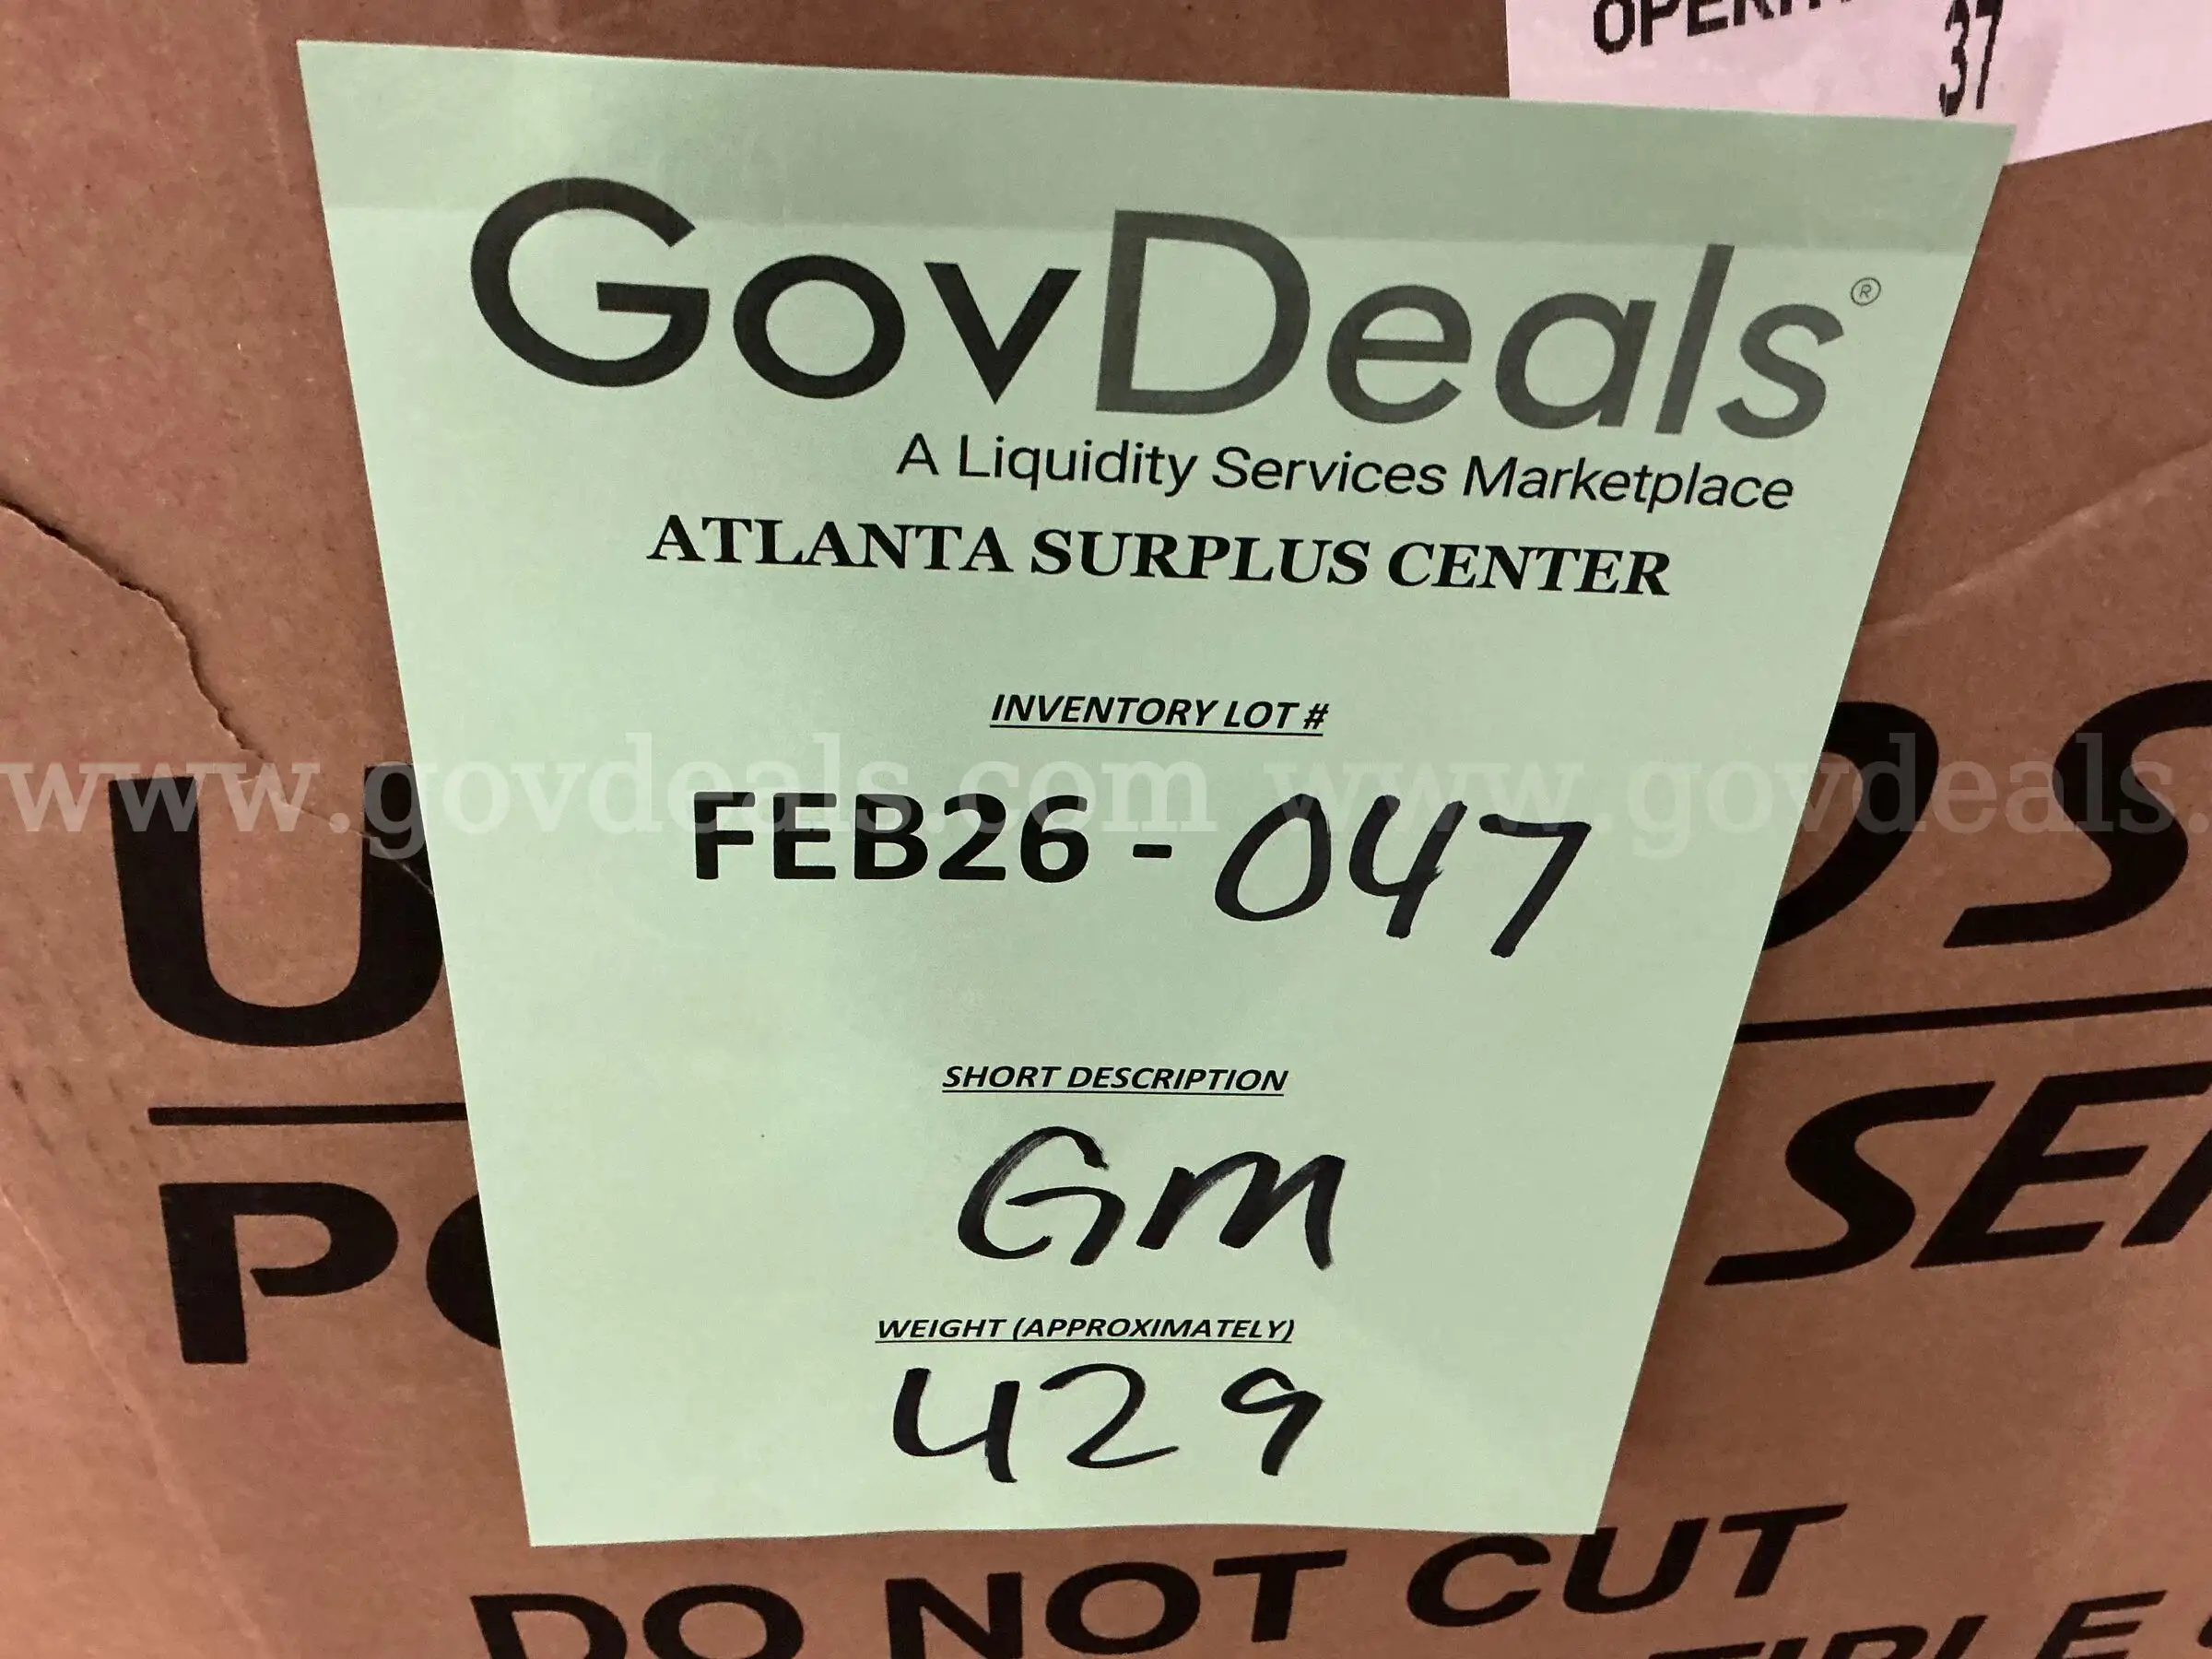 37
GovDeals®
A Liquidity Services Marketplace
ATLANTA SURPLUS CENTER
INVENTORY LOT #
www.govdeals.com www.govdeals.
FEB26 - 047
SHORT DESCRIPTION
GM
WEIGHT (APPROXIMATELY)
429
DO NOT CUT